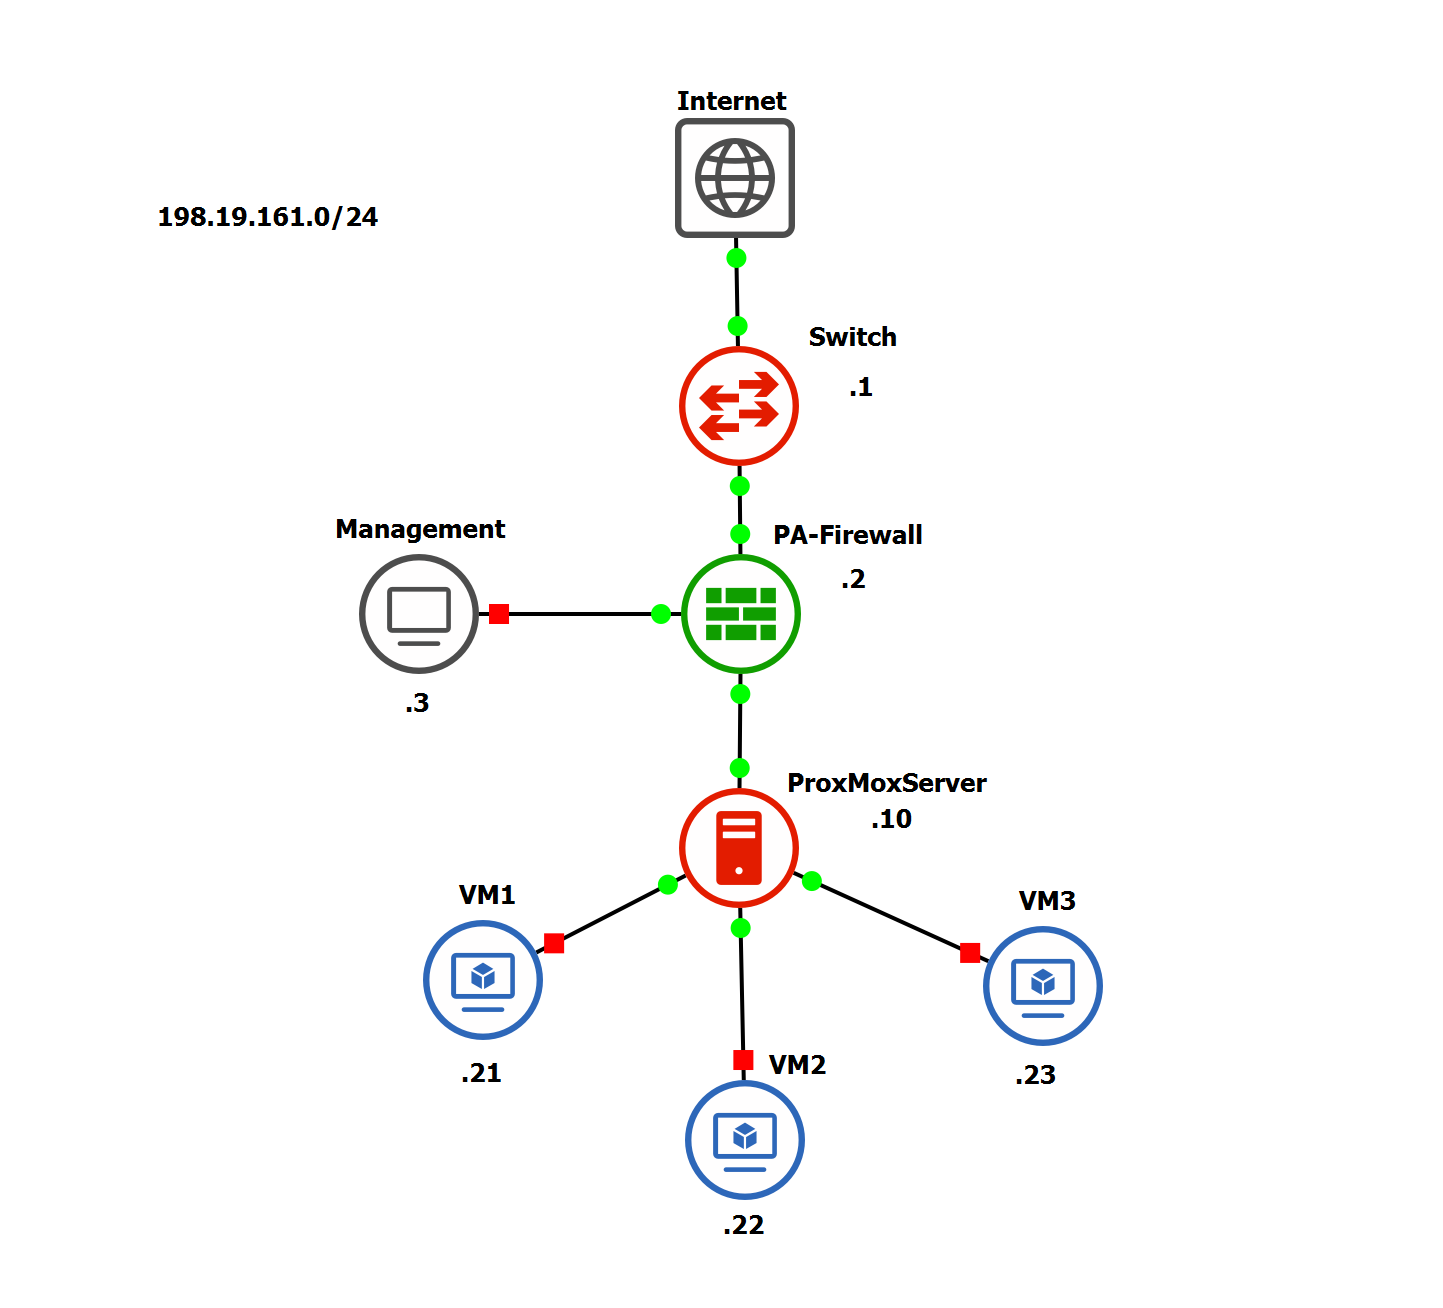 Internet
198.19.161.0/24
Switch
.1
Management
PA-Firewall
.2
.3
ProxMoxServer
.10
VM1
VM3
.21
VM2
.23
.22